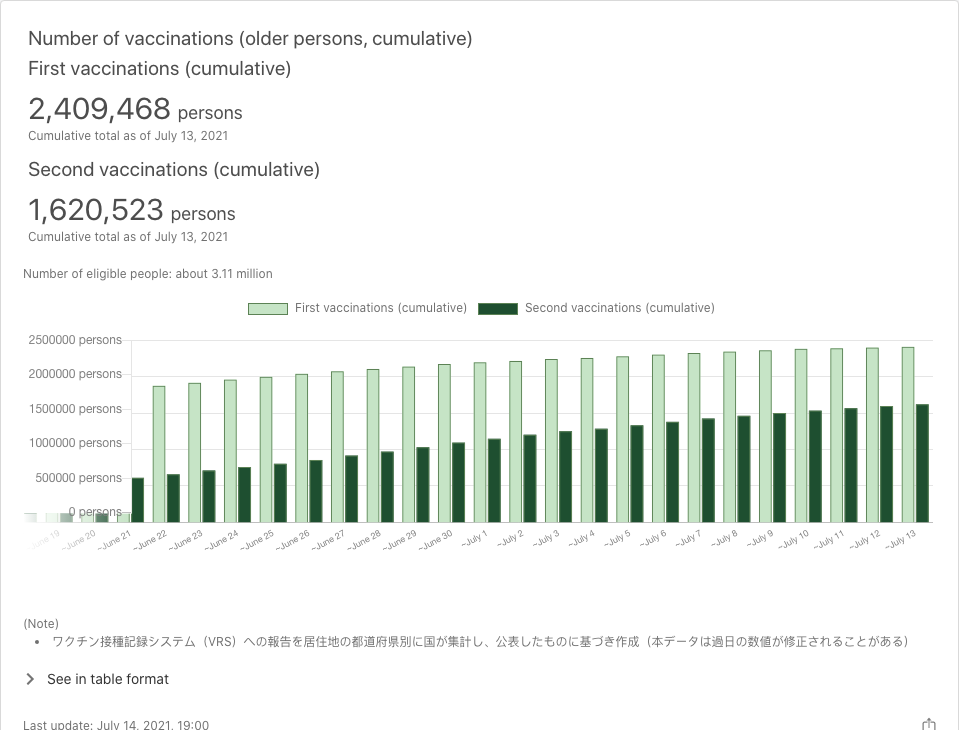 Number of vaccinations (older persons, cumulative)
First vaccinations (cumulative)
2,409,468 persons
Cumulative total as of July 13, 2021
Second vaccinations (cumulative)
1,620,523 persons
Cumulative total as of July 13, 2021
Number of eligible people: about 3.11 million
First vaccinations (cumulative) Second vaccinations (cumulative)
2500000 persons
2000000 persons
1500000 persons
1000000 persons
500000 persons
0 persons
~June 19 ~June 20 ~June 21 ~June 22 ~June 23 ~June 24 ~June 25 ~June 26 ~June 27 ~June 28 ~June 29 ~June 30 ~July 1 ~July 2 ~July 3 ~July 4 ~July 5 ~July 6 ~July 7 ~July 8 ~July 9 ~July 10 ~July 11 ~July 12 ~July 13
(Note)
• ワクチン接種記録システム（VRS）への報告を居住地の都道府県別に国が集計し、公表したものに基づき作成（本データは過日の数値が修正されることがある）
See in table format
Last update: July 14, 2021, 19:00